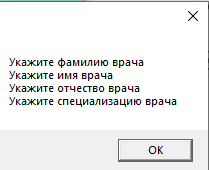 Укажите фамилию врача
Укажите имя врача
Укажите отчество врача
Укажите специализацию врача
OK